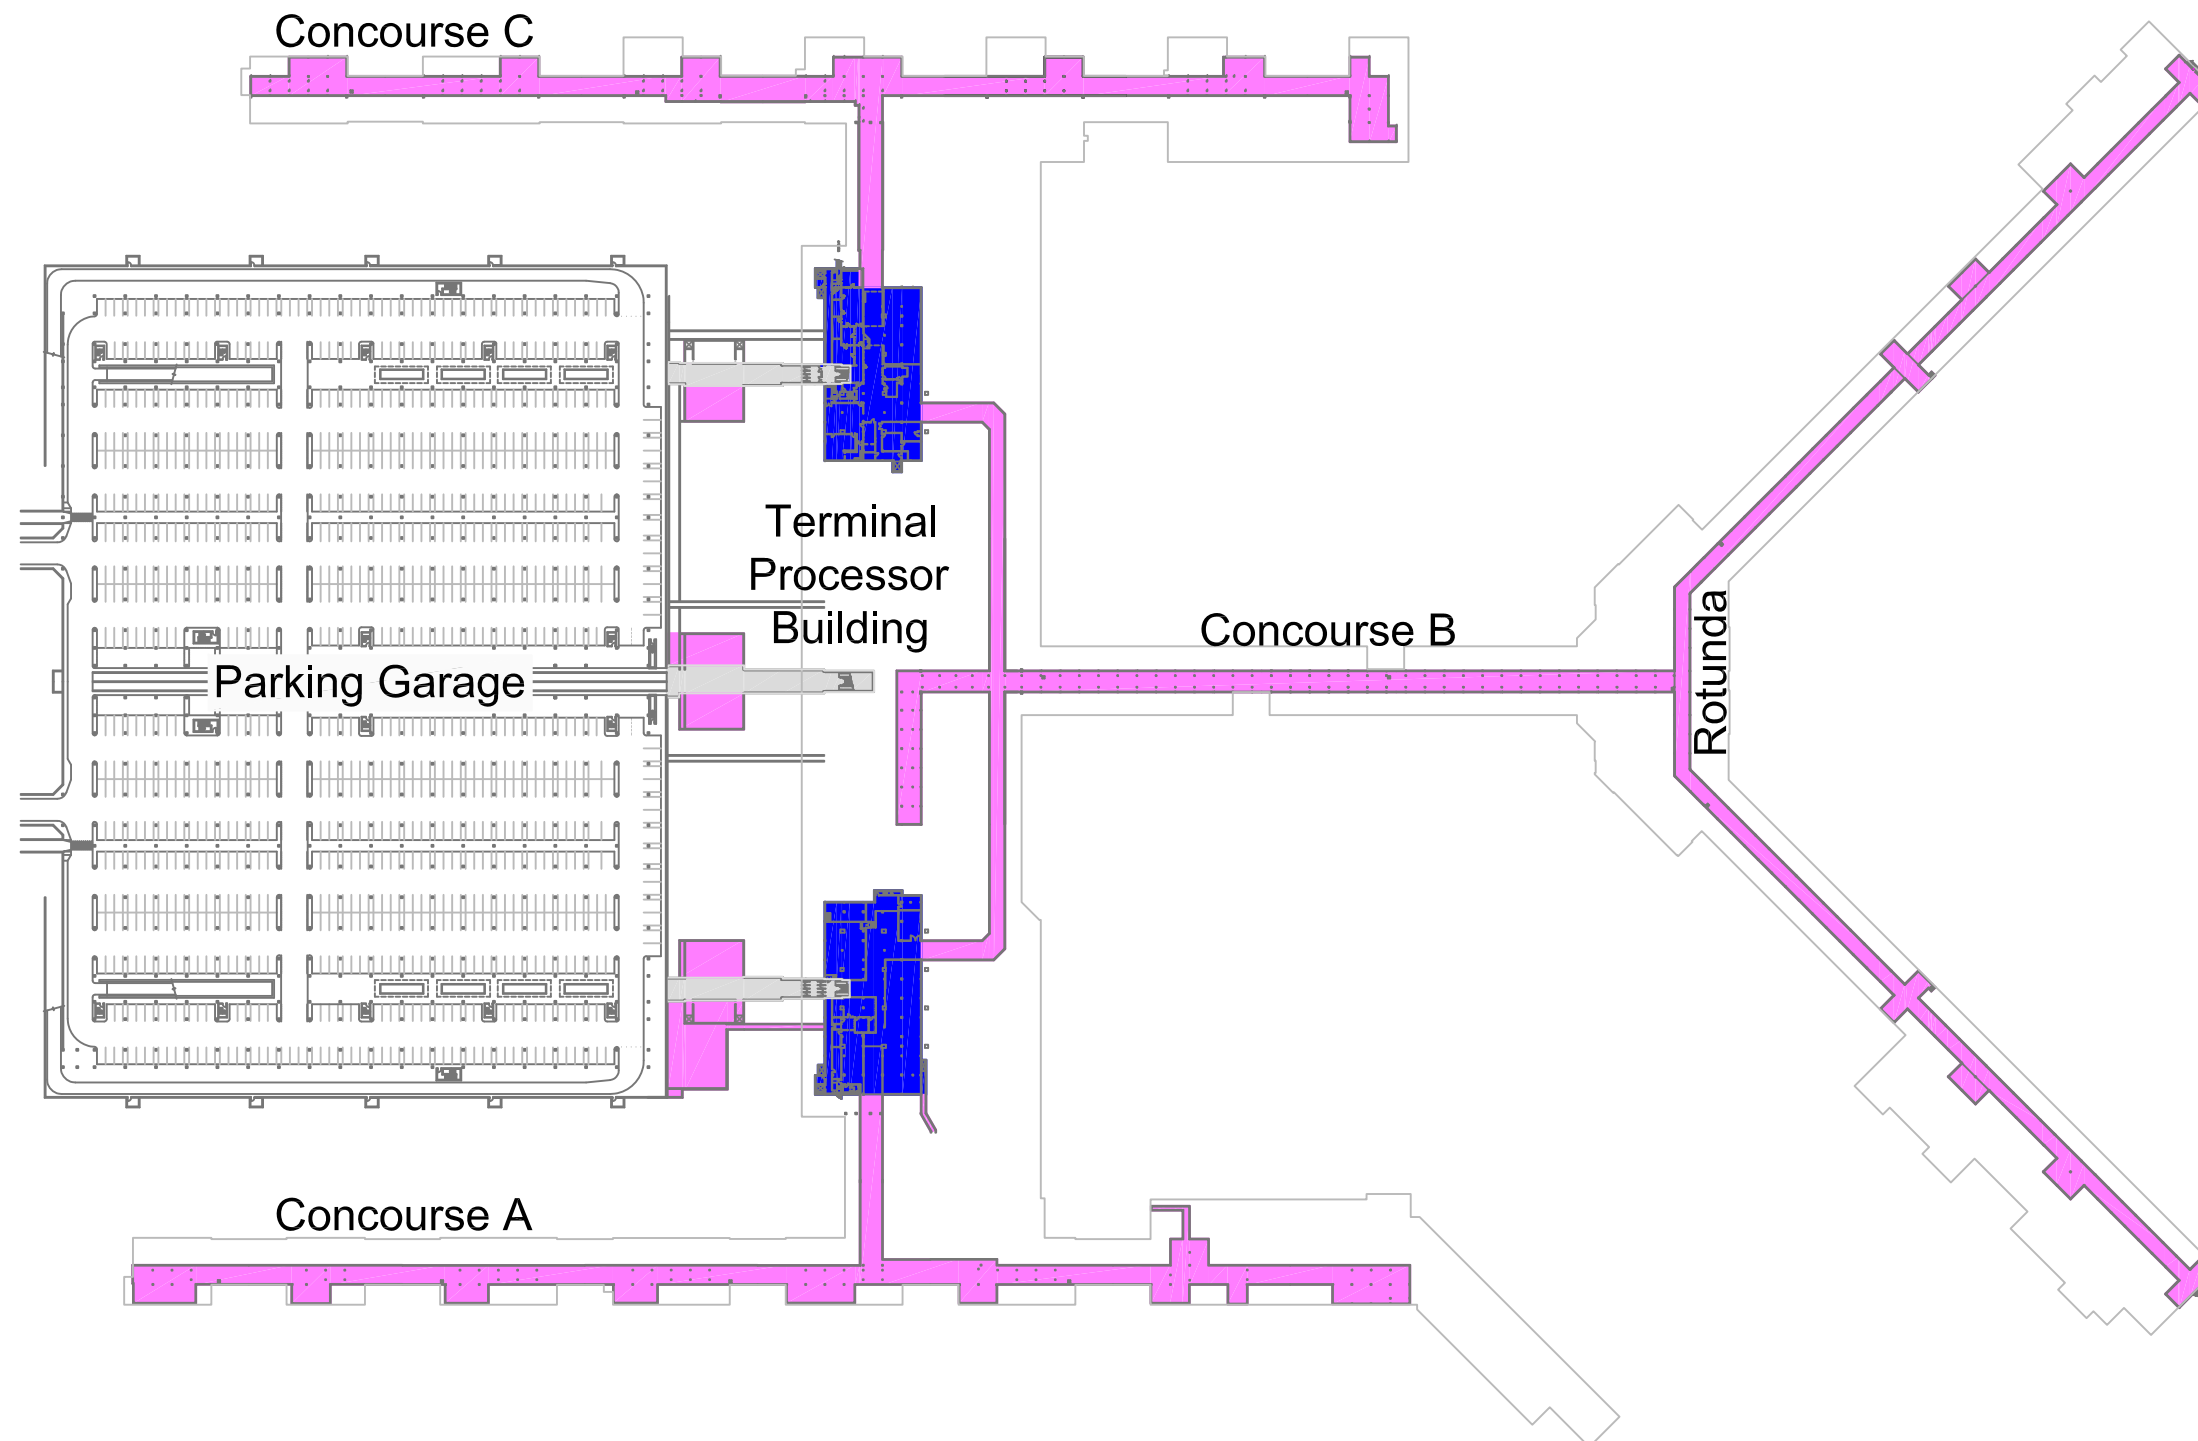 Concourse C
Terminal
Processor
Building
Concourse B
Rotunda
Parking Garage
Concourse A